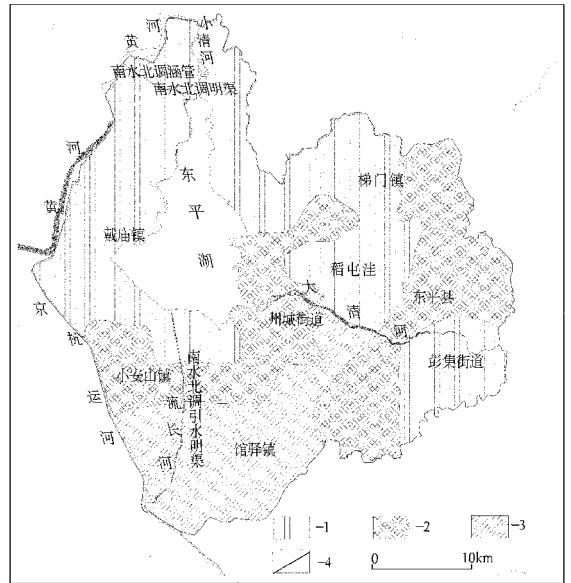 黄河
小清河
南水北调涵管
南水北调明渠
黄河
东平湖
梯门镇
戴庙镇
稻屯洼
大清河
东平县
州城街道
京杭运河
彭集街道
小安山镇
南水北调引水明渠
流长河
馆驿镇
-1
-2
-3
-4
0
10km